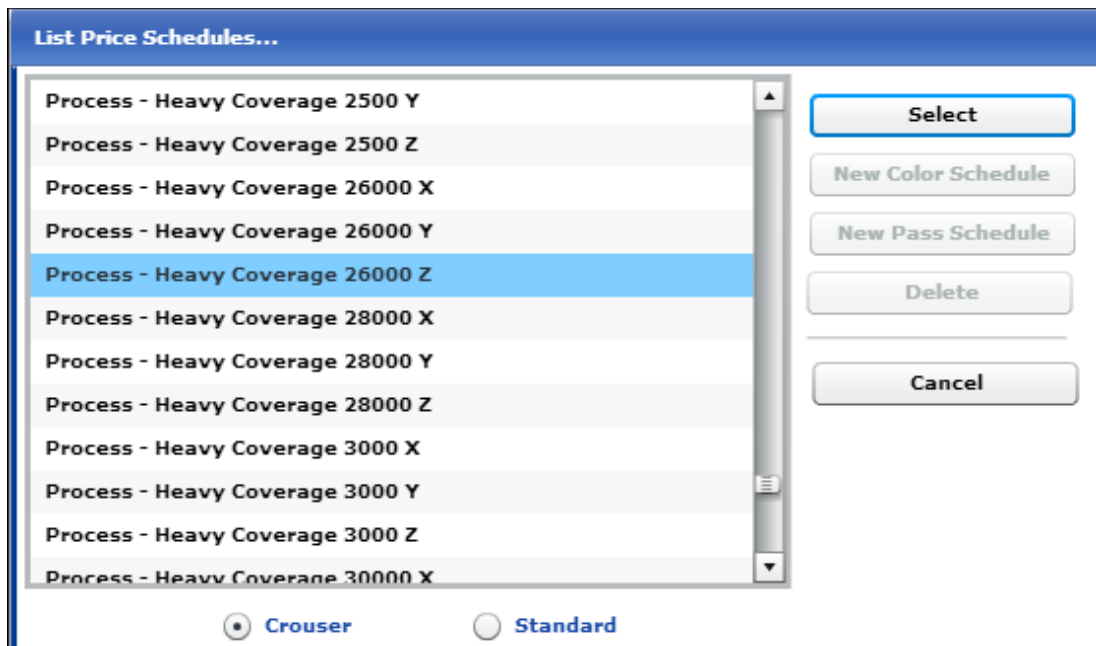 List Price Schedules...
Process - Heavy Coverage 2500 Y
Process - Heavy Coverage 2500 Z
Process - Heavy Coverage 26000 X
Process - Heavy Coverage 26000 Y
Process - Heavy Coverage 26000 Z
Process - Heavy Coverage 28000 X
Process - Heavy Coverage 28000 Y
Process - Heavy Coverage 28000 Z
Process - Heavy Coverage 3000 X
Process - Heavy Coverage 3000 Y
Process - Heavy Coverage 3000 Z
Process - Heavy Coverage 30000 X
Select
New Color Schedule
New Pass Schedule
Delete
Cancel
Crouser
Standard